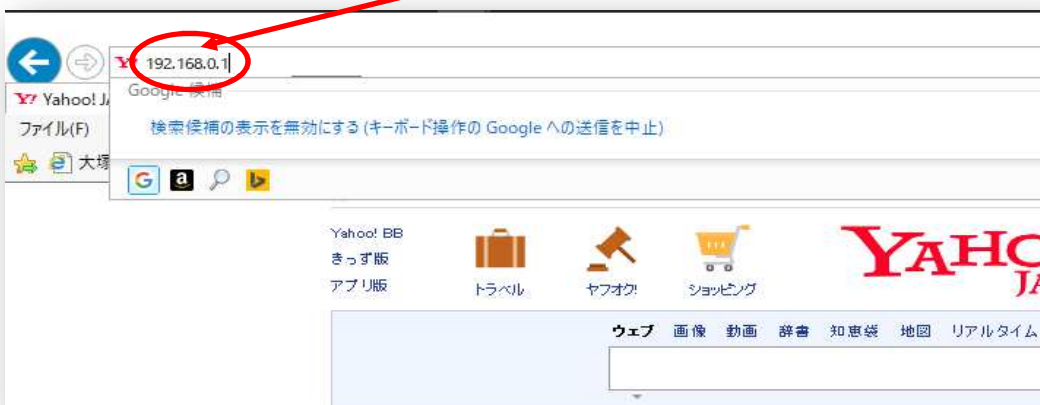 192.168.0.1
Yahoo! JA
Google 候補
ファイル(F)
検索候補の表示を無効にする (キーボード操作の Google への送信を中止)
大塚
Yahoo! BB
きっず版
アプリ版
トラベル
ヤフオク!
ショッピング
YAHO
JA
ウェブ 画像 動画 辞書 知恵袋 地図 リアルタイム